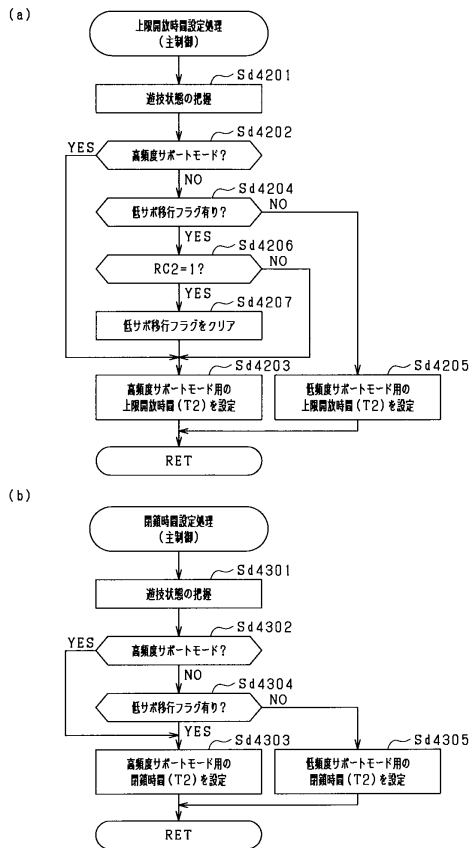 (a)
上限開放時間設定処理
(主制御)
Sd4201
遊技状態の把握
Sd4202
YES
高頻度サポートモード?
NO
Sd4204
NO
低サポ移行フラグ有り?
YES
Sd4206
NO
RC2=1?
YES
Sd4207
低サポ移行フラグをクリア
Sd4203
Sd4205
高頻度サポートモード用の
上限開放時間(T2)を設定
低頻度サポートモード用の
上限開放時間(T2)を設定
RET
(b)
閉鎖時間設定処理
(主制御)
Sd4301
遊技状態の把握
Sd4302
YES
高頻度サポートモード?
NO
Sd4304
NO
低サポ移行フラグ有り?
YES
Sd4303
Sd4305
高頻度サポートモード用の
閉鎖時間(T2)を設定
低頻度サポートモード用の
閉鎖時間(T2)を設定
RET